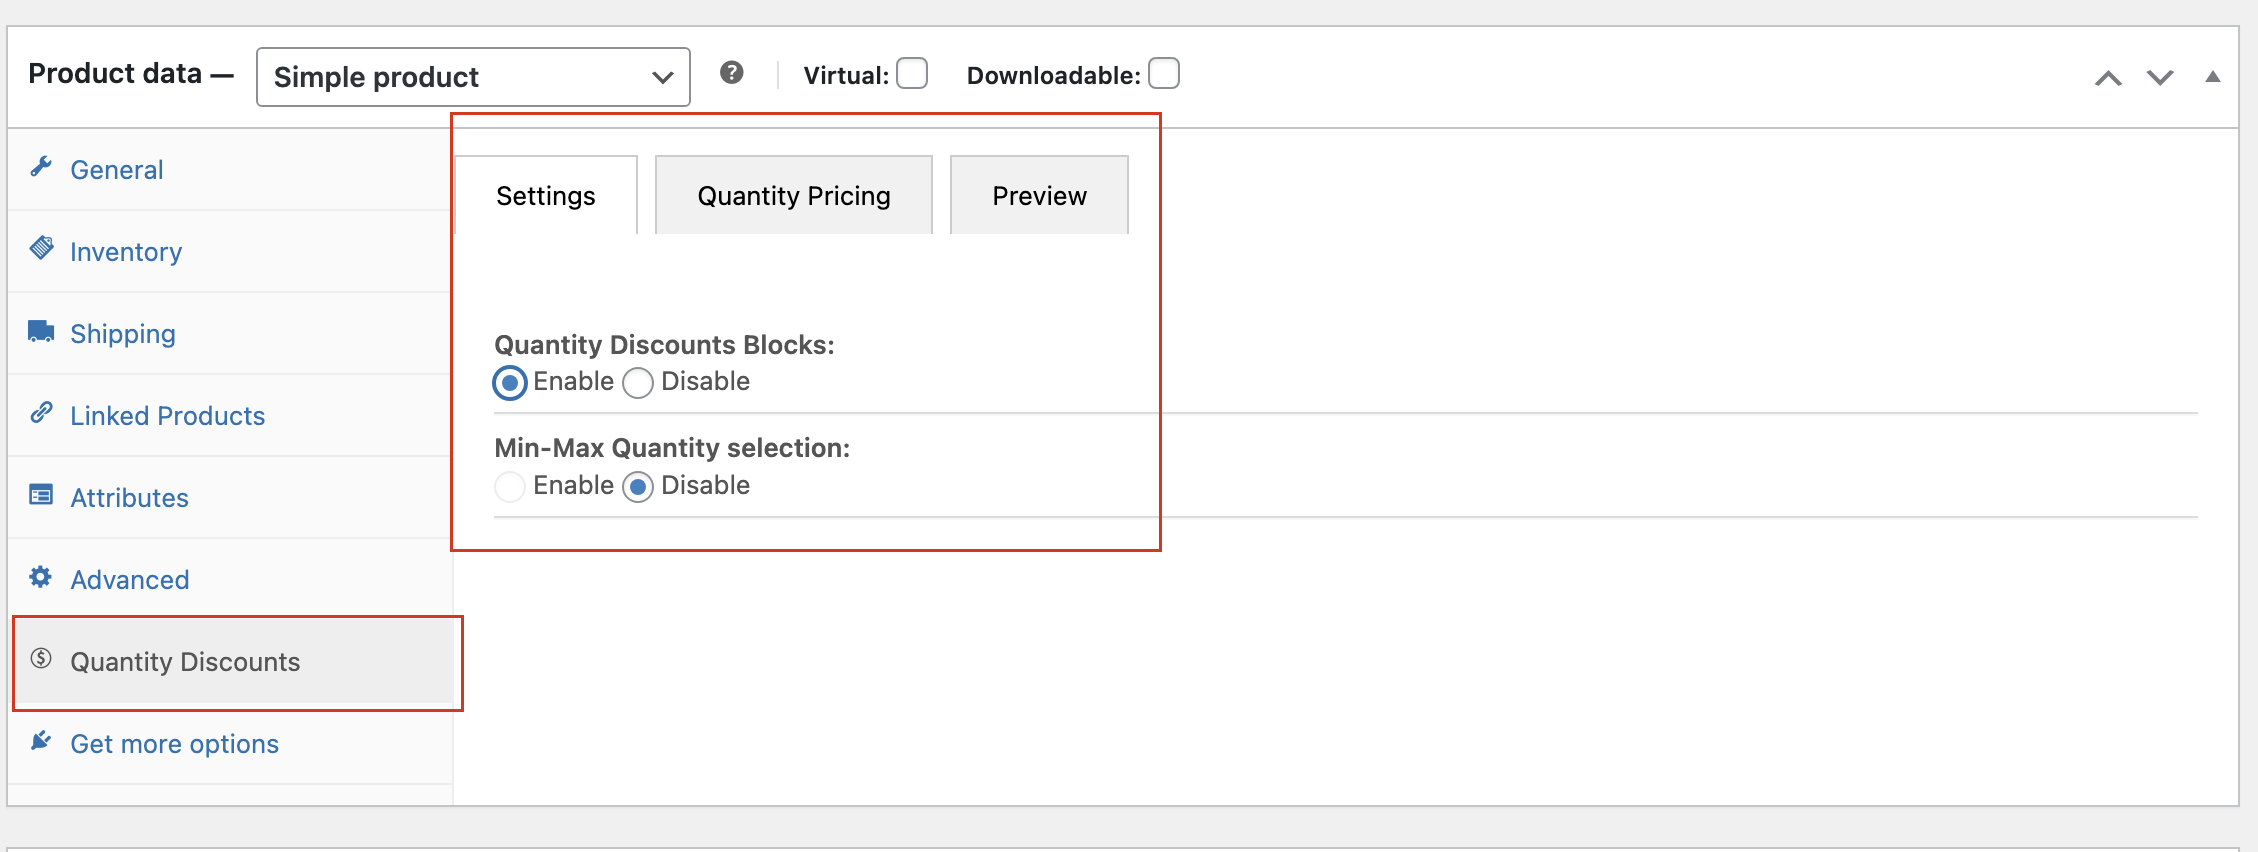 Product data — Simple product ? Virtual: Downloadable:
General
Inventory
Shipping
Linked Products
Attributes
Advanced
Quantity Discounts
Get more options
Settings Quantity Pricing Preview
Quantity Discounts Blocks:
Enable Disable
Min-Max Quantity selection:
Enable Disable